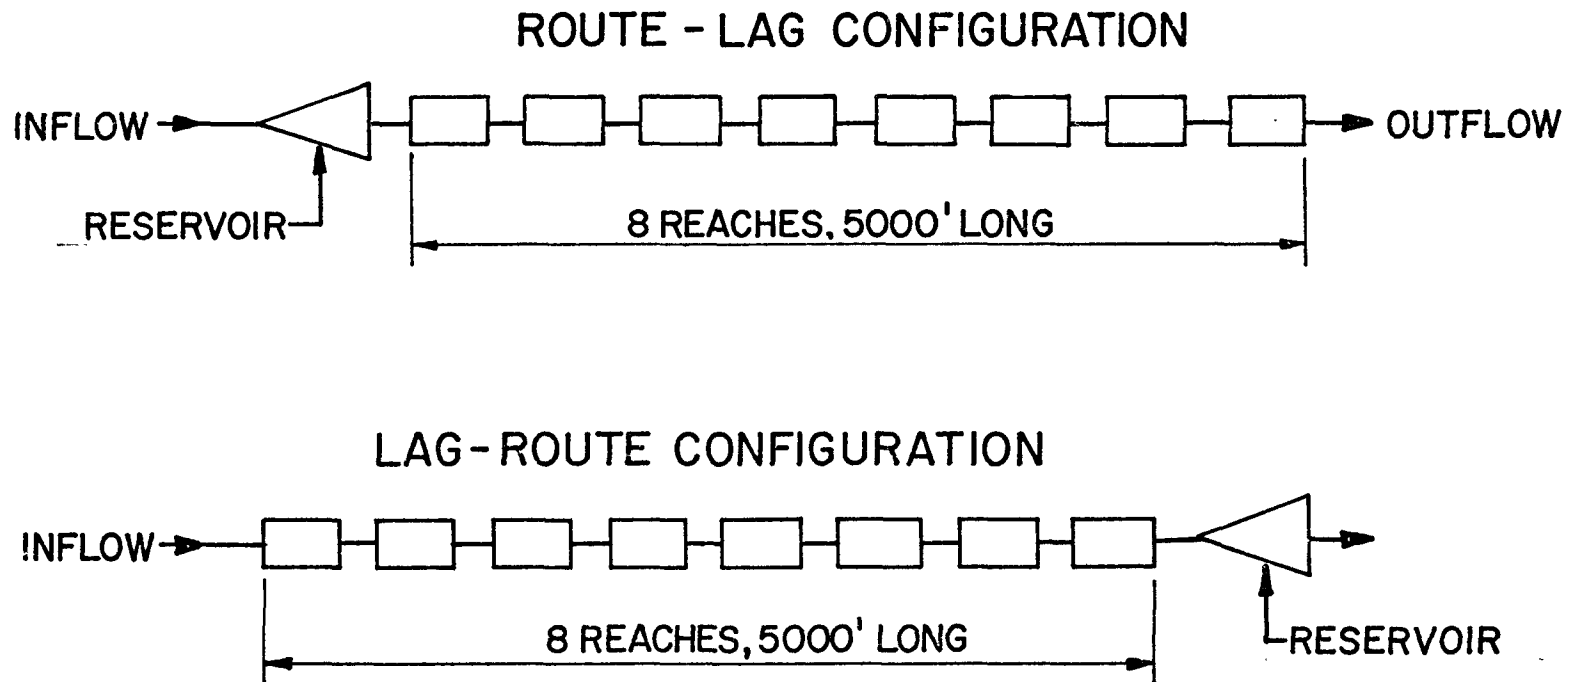 ROUTE - LAG CONFIGURATION
INFLOW
OUTFLOW
RESERVOIR
8 REACHES, 5000' LONG
LAG-ROUTE CONFIGURATION
INFLOW
8 REACHES, 5000' LONG
RESERVOIR